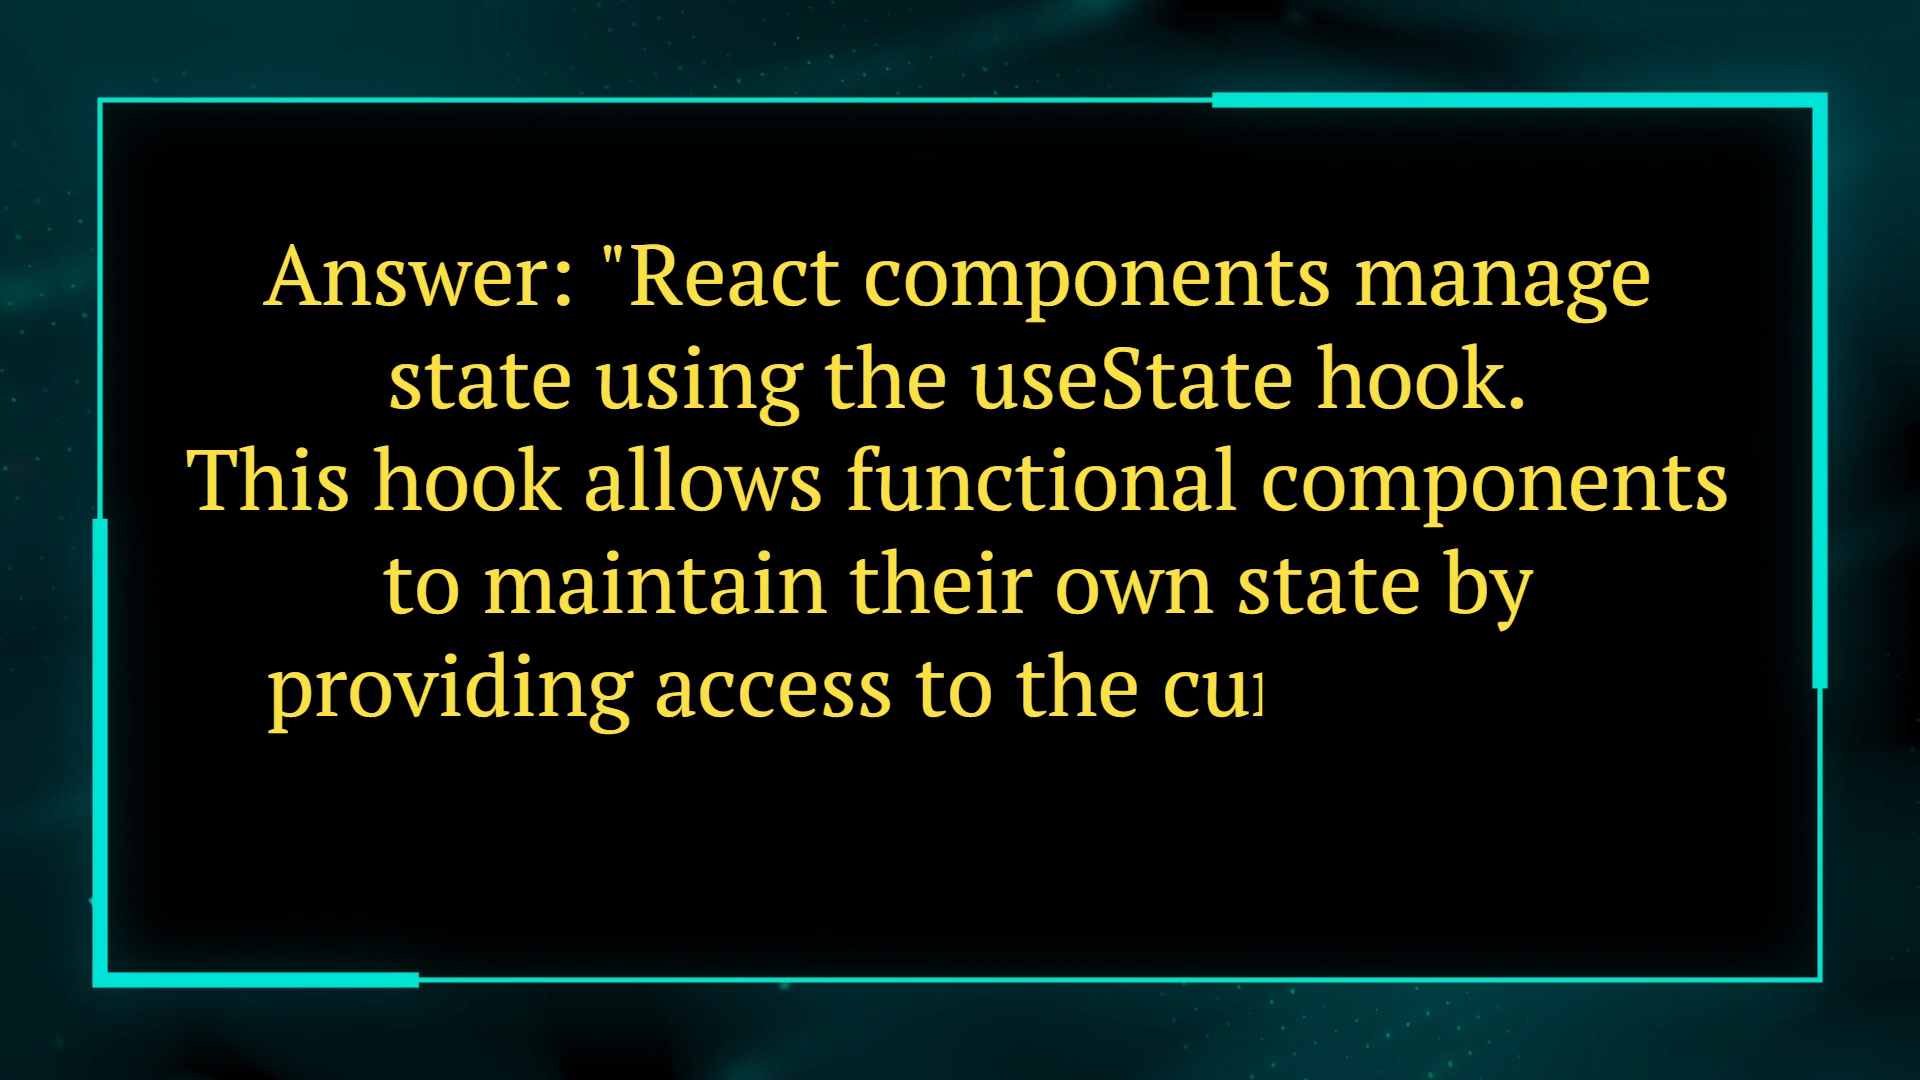 Answer: "React components manage
state using the useState hook.
This hook allows functional components
to maintain their own state by
providing access to the